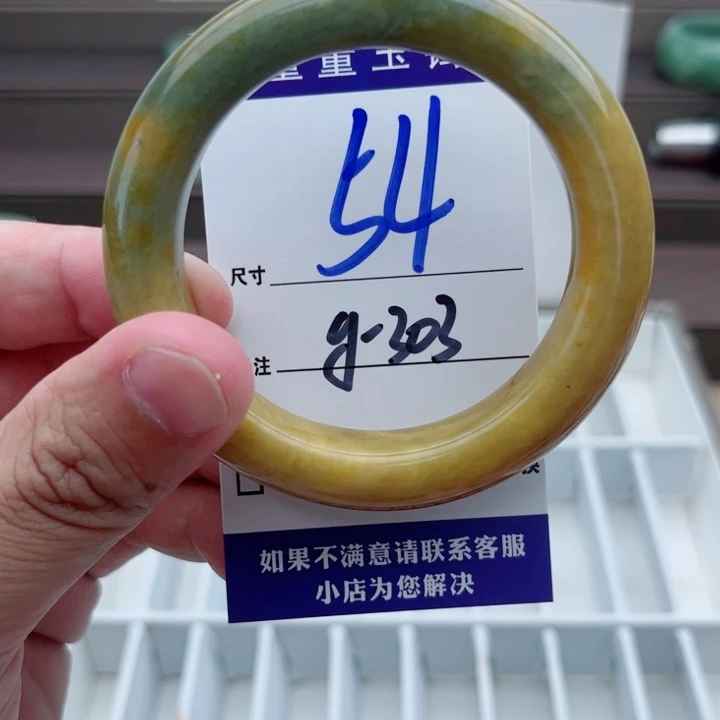 重玉
54
尺寸
g-303
注
如果不满意请联系客服
小店为您解决